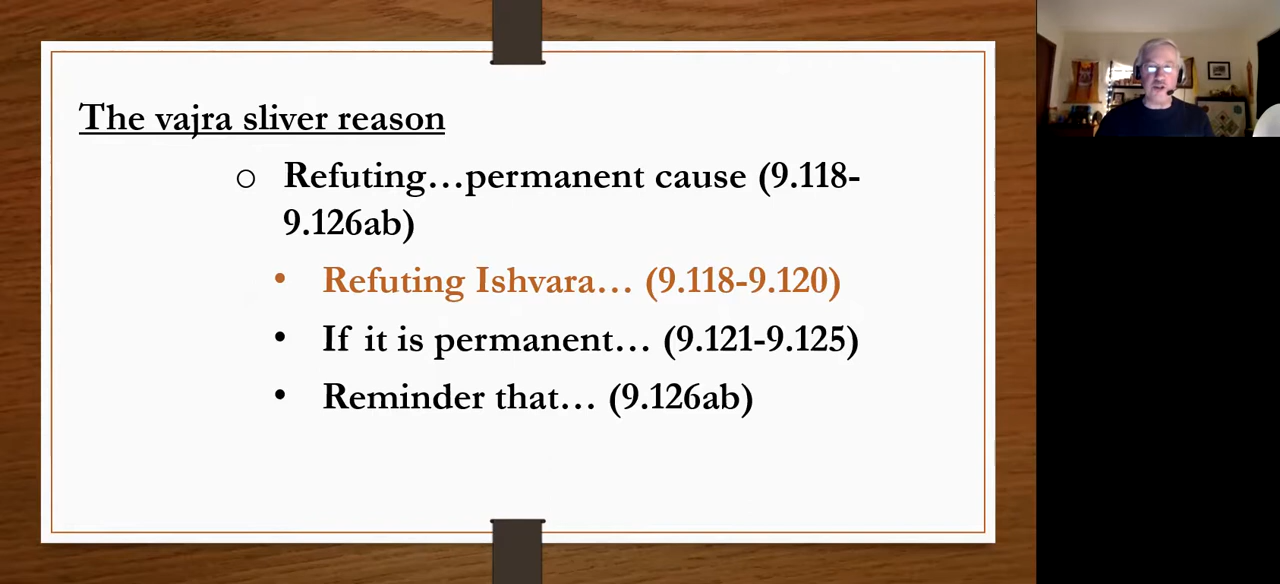 The vajra sliver reason
○ Refuting…permanent cause (9.118-
9.126ab)
• Refuting Ishvara… (9.118-9.120)
• If it is permanent… (9.121-9.125)
• Reminder that… (9.126ab)